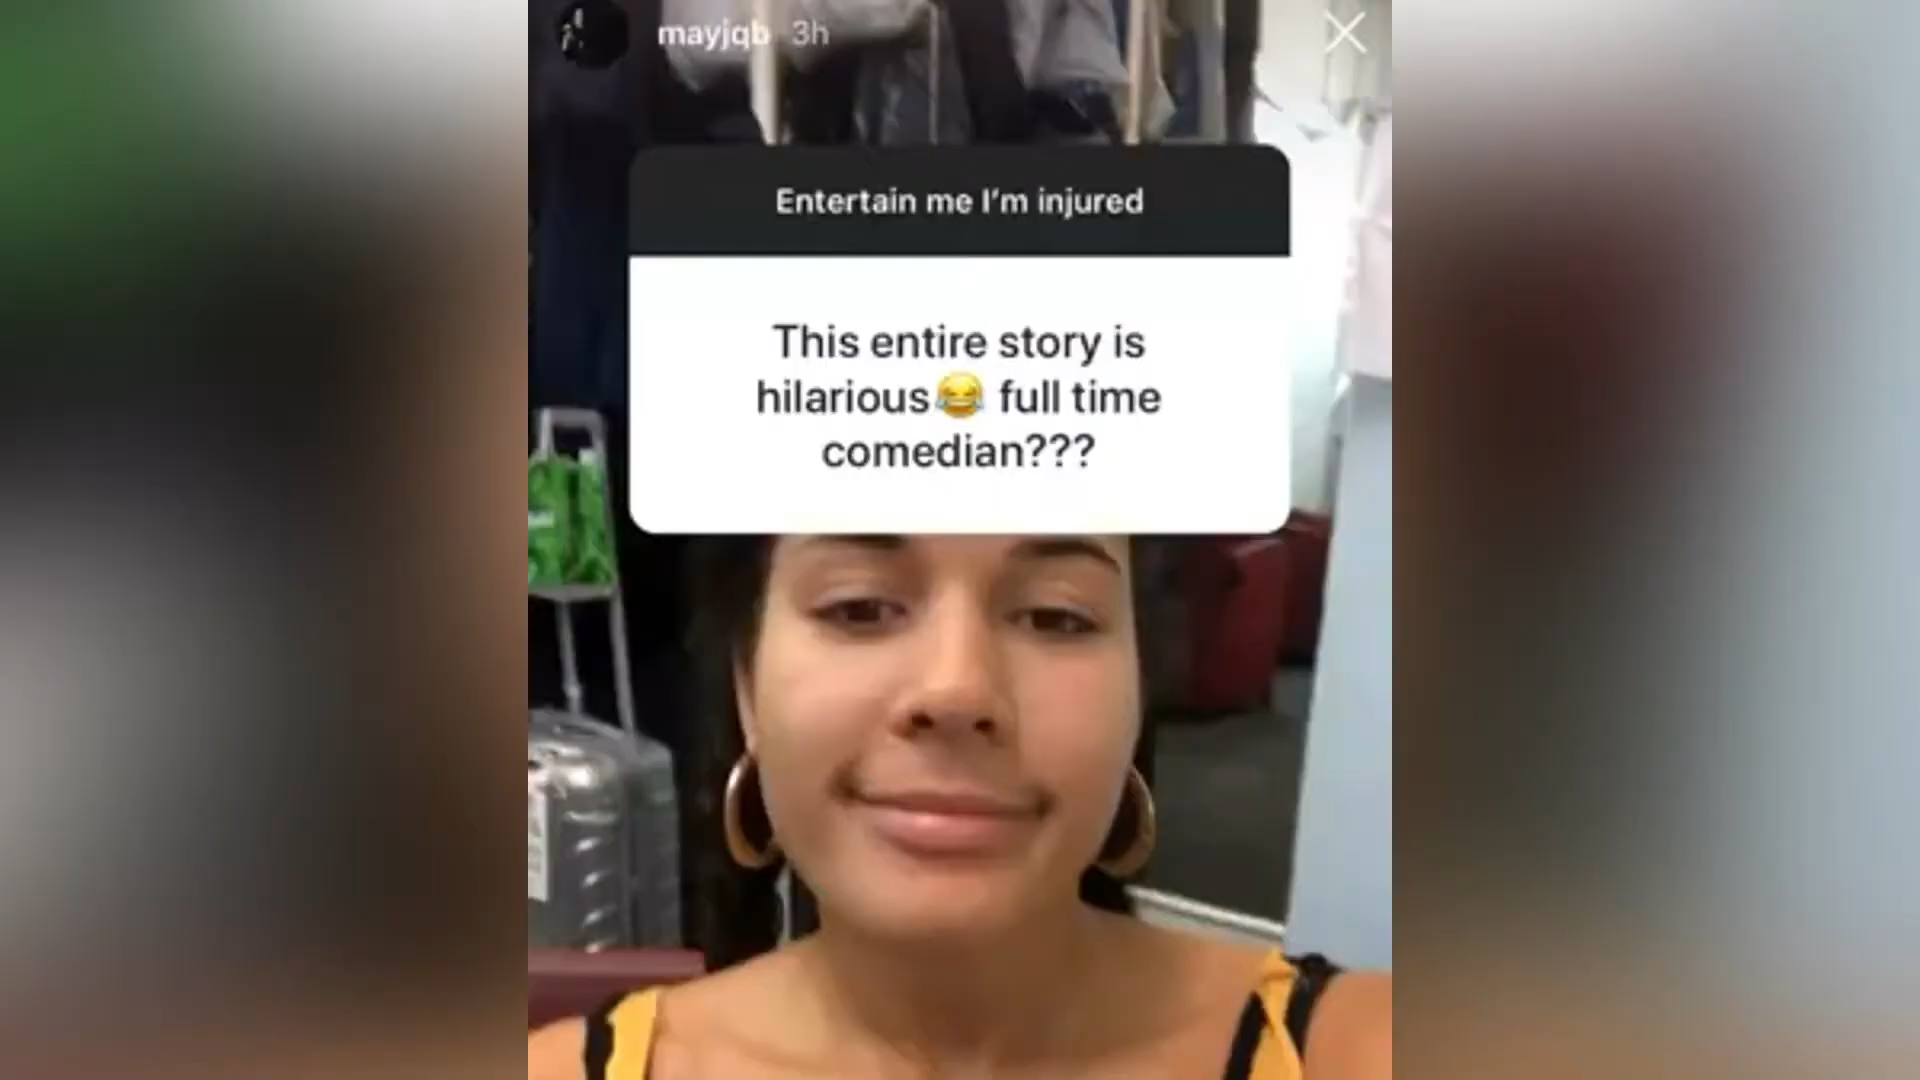 mayjqb 3h
Entertain me I’m injured
This entire story is
hilarious😂 full time
comedian???